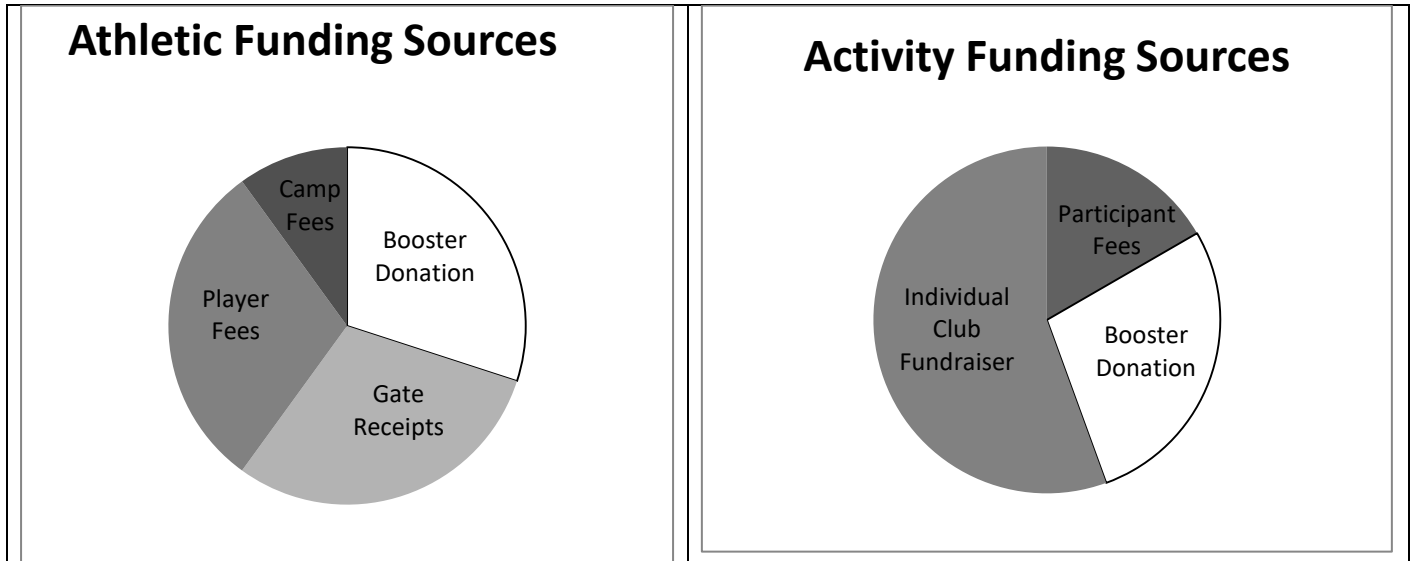 Athletic Funding Sources
Camp
Fees
Booster
Donation
Player
Fees
Gate
Receipts
Activity Funding Sources
Participant
Fees
Individual
Club
Fundraiser
Booster
Donation